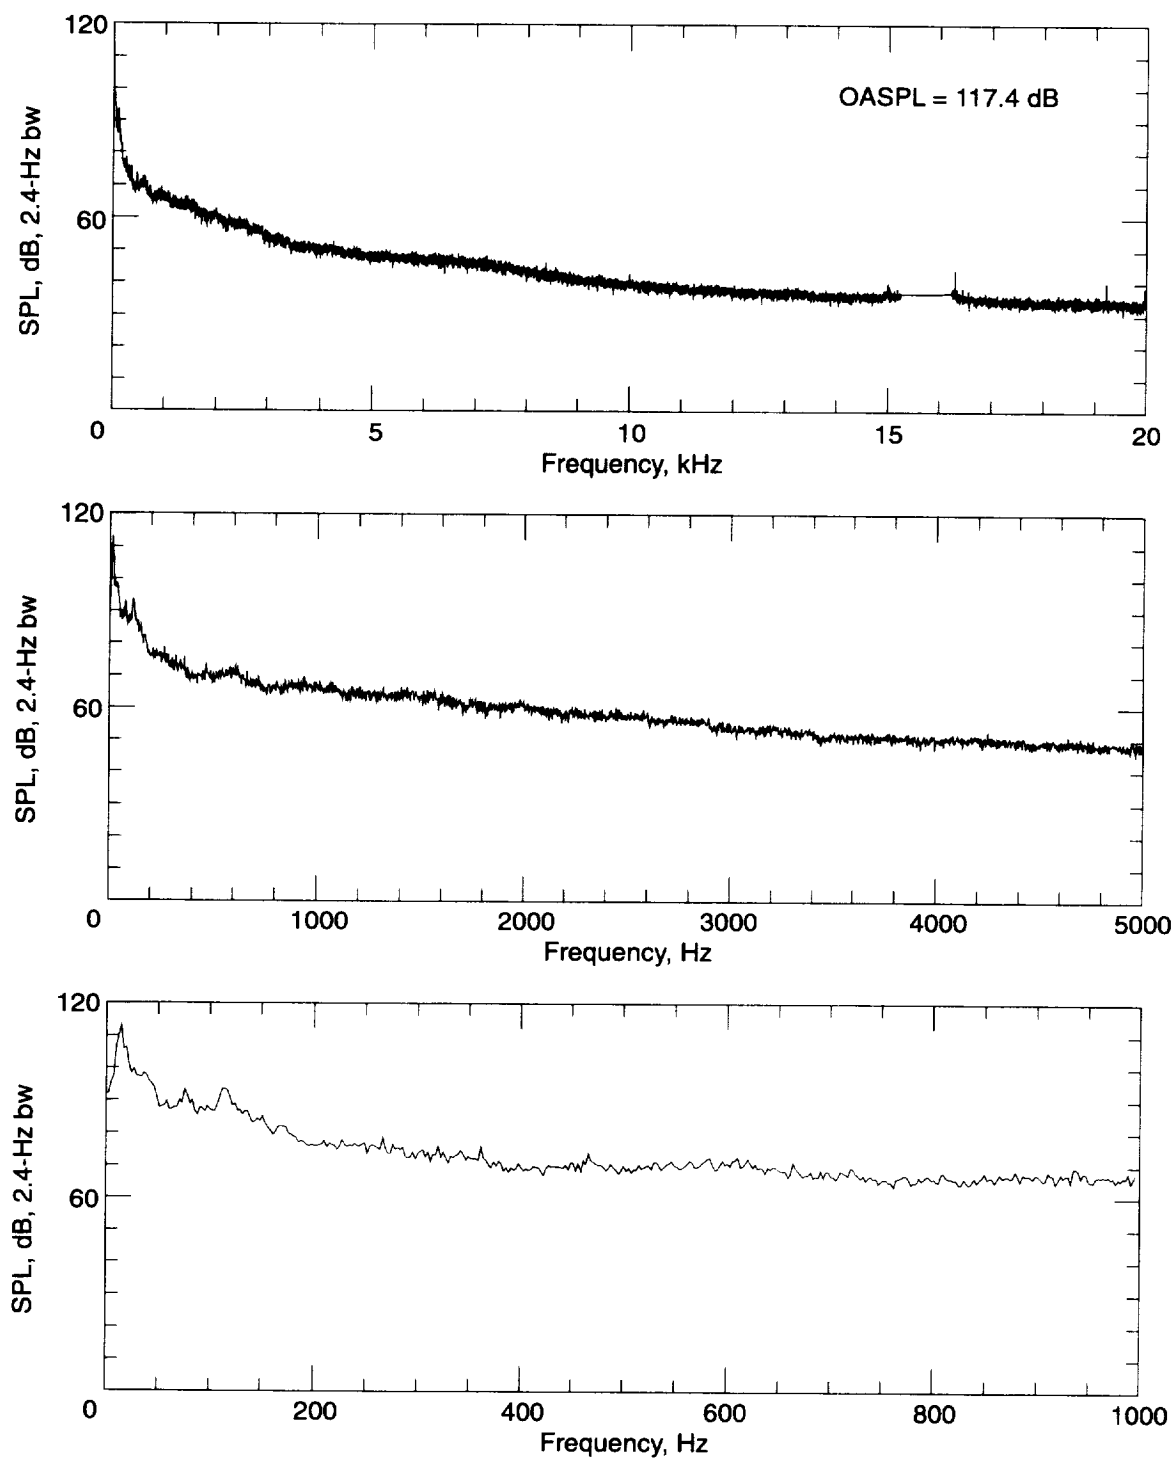 120
OASPL = 117.4 dB
SPL, dB, 2.4-Hz bw
60
0 5 10 15 20
Frequency, kHz
120
SPL, dB, 2.4-Hz bw
60
0 1000 2000 3000 4000 5000
Frequency, Hz
120
SPL, dB, 2.4-Hz bw
60
0 200 400 600 800 1000
Frequency, Hz